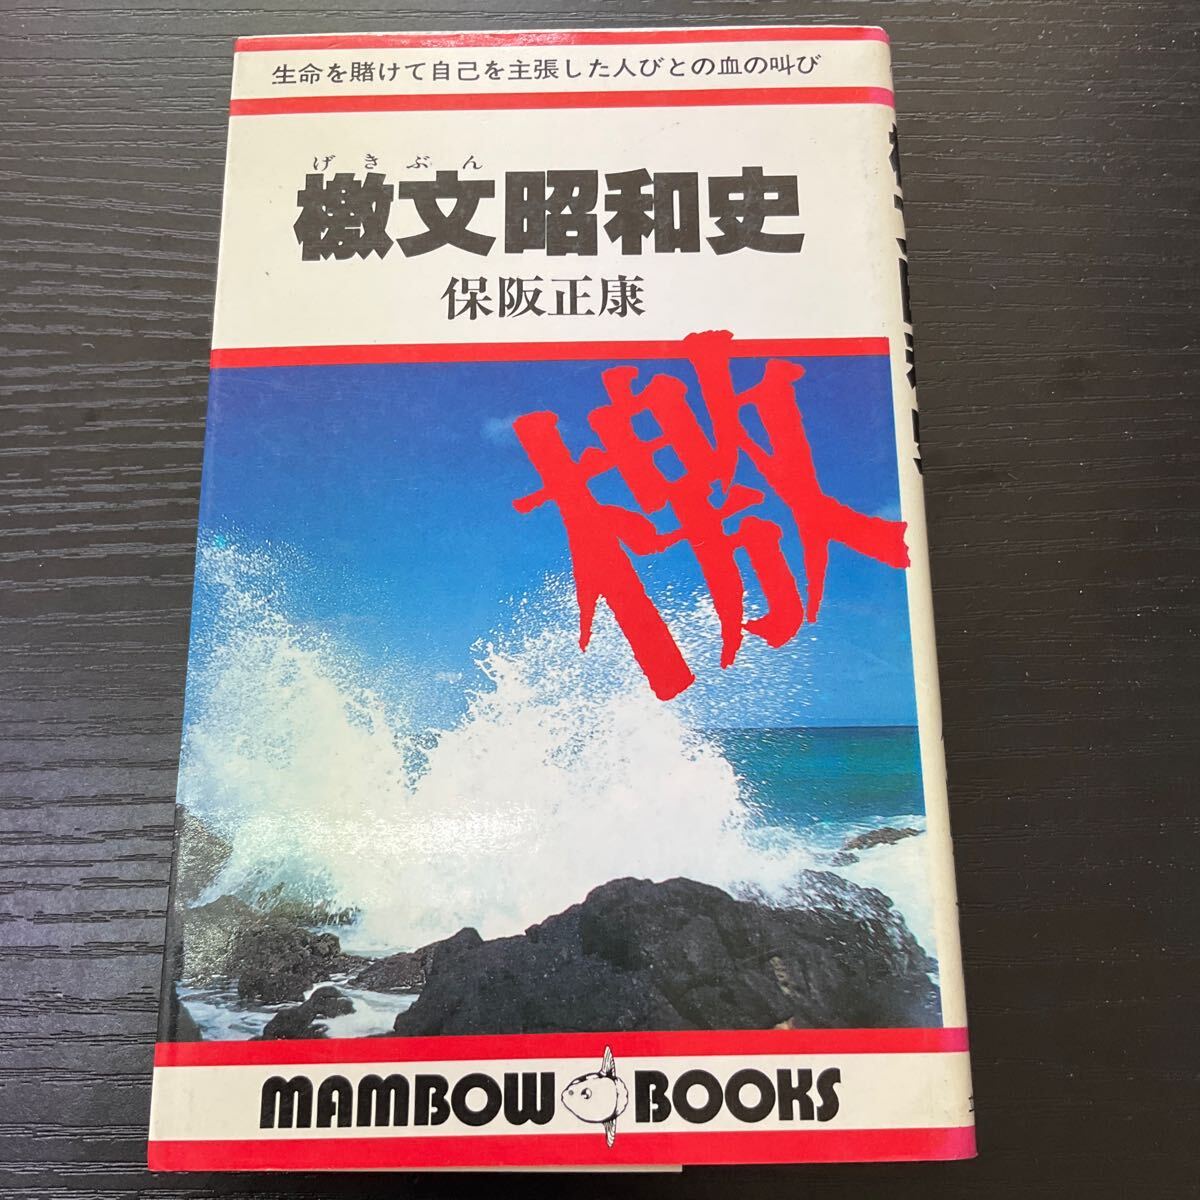 生命を賭けて自己を主張した人びとの血の叫び
げきぶん
檄文昭和史
保阪正康
檄
MAMBOW BOOKS